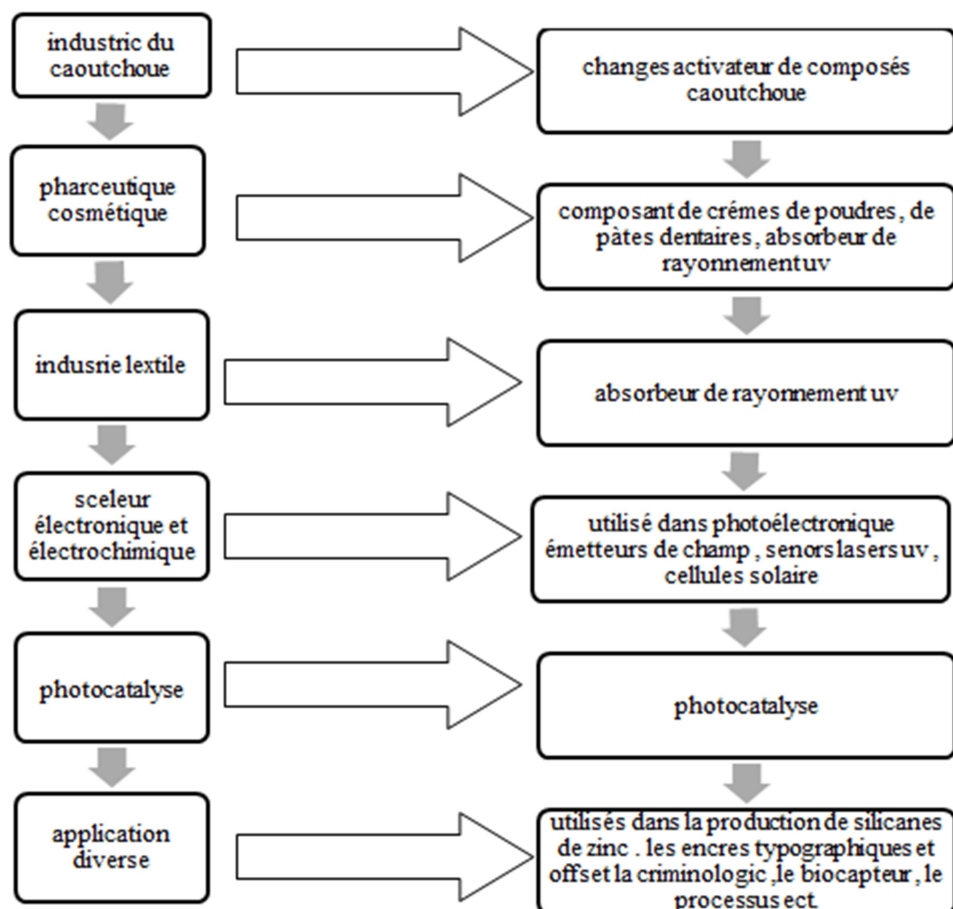 industric du
caoutchoue
changes activateur de composés
caoutchoue
pharceutique
cosmétique
composant de crémes de poudres, de
pàtes dentaires, absorbeur de
rayonnement uv
indusrie lextile
absorbeur de rayonnement uv
sceleur
électronique et
électrochimique
utilisé dans photoélectronique
émetteurs de champ , senors lasers uv ,
cellules solaire
photocatalyse
photocatalyse
application
diverse
utilisés dans la production de silicanes
de zinc . les encres typographiques et
offset la criminologic ,le biocapteur , le
processus ect.